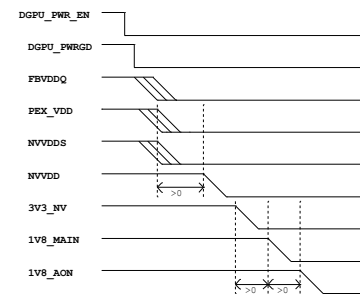 DGPU_PWR_EN
DGPU_PWRGD
FBVDDQ
PEX_VDD
NVVDDS
NVVDD
>0
3V3_NV
1V8_MAIN
1V8_AON
>0 >0